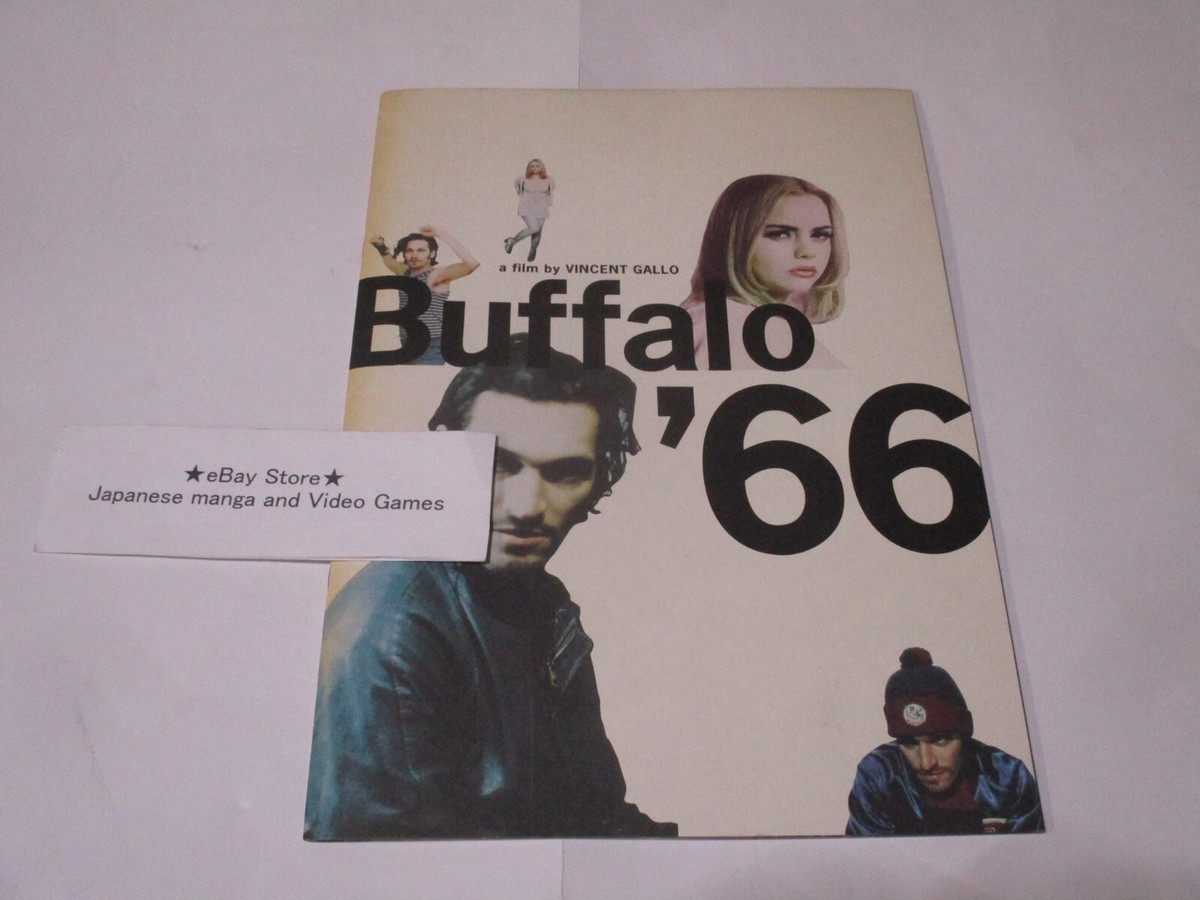 a film by VINCENT GALLO
Buffalo
’66
★eBay Store★
Japanese manga and Video Games